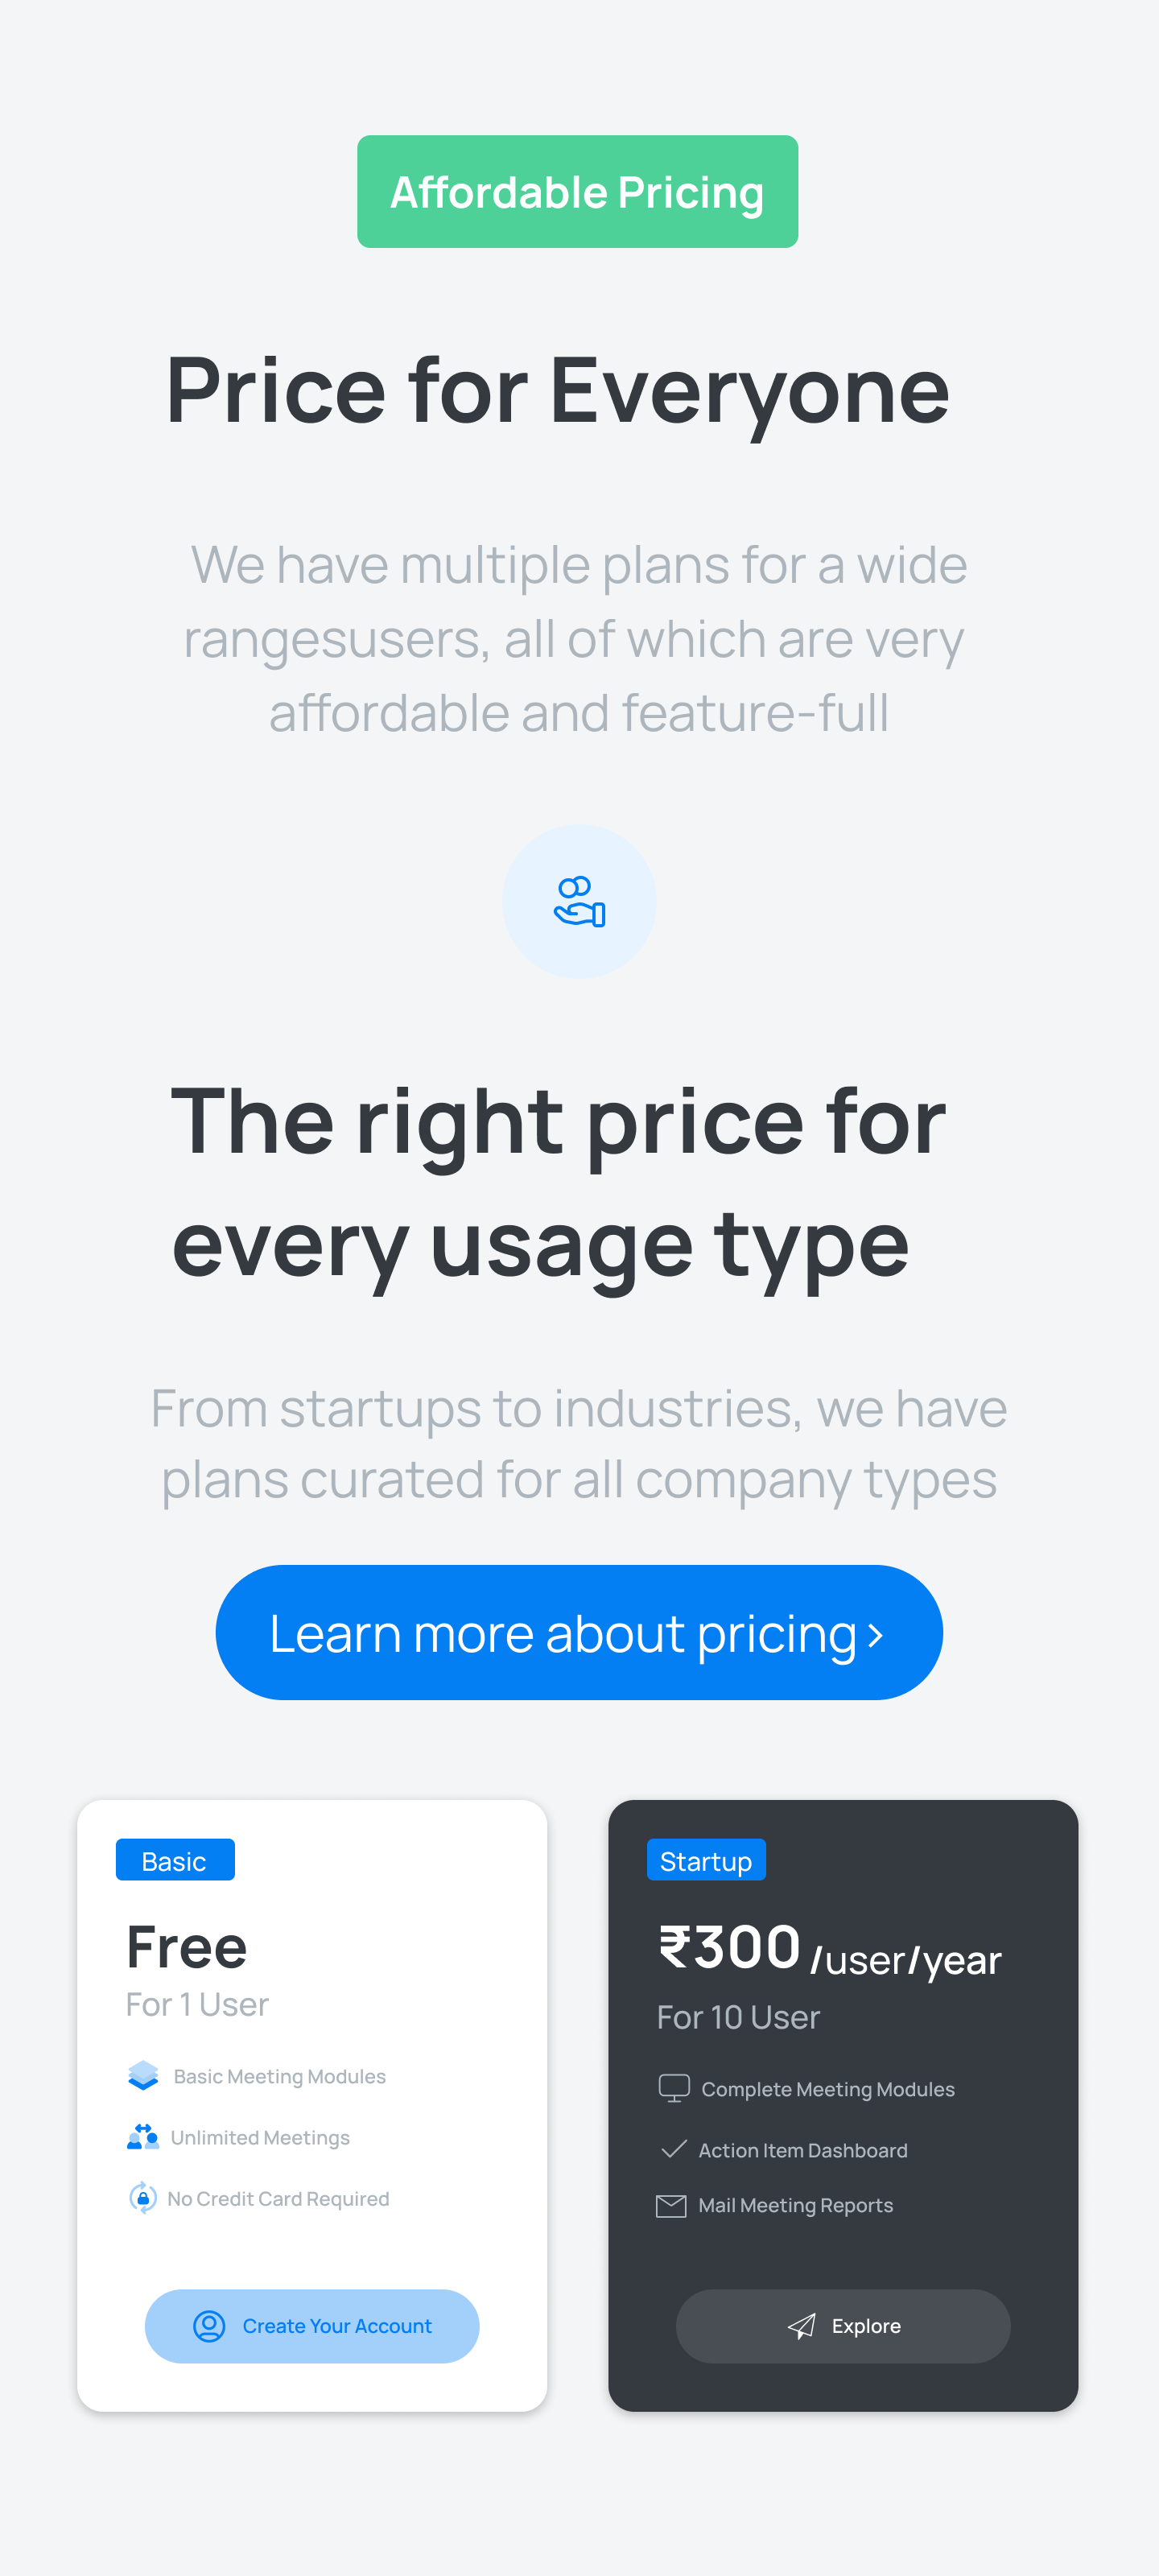 Affordable Pricing
Price for Everyone
We have multiple plans for a wide
rangesusers, all of which are very
affordable and feature-full
The right price for
every usage type
From startups to industries, we have
plans curated for all company types
Learn more about pricing >
Basic
Free
For 1 User
Basic Meeting Modules
Unlimited Meetings
No Credit Card Required
Create Your Account
Startup
₹300 /user/year
For 10 User
Complete Meeting Modules
Action Item Dashboard
Mail Meeting Reports
Explore